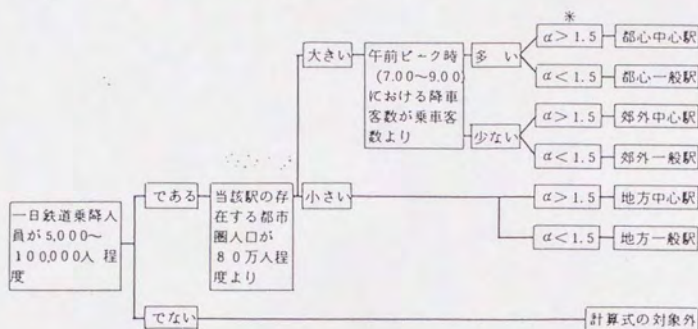 ※
α＞1.5
都心中心駅
大きい
午前ピーク時
(7.00〜9.00)
における降車
客数が乗車客
数より
多い
α＜1.5
都心一般駅
少ない
α＞1.5
郊外中心駅
α＜1.5
郊外一般駅
一日鉄道乗降人
員が5,000〜
100,000人程
度
である
当該駅の存
在する都市
圏人口が
80万人程
度より
小さい
α＞1.5
地方中心駅
α＜1.5
地方一般駅
でない
計算式の対象外